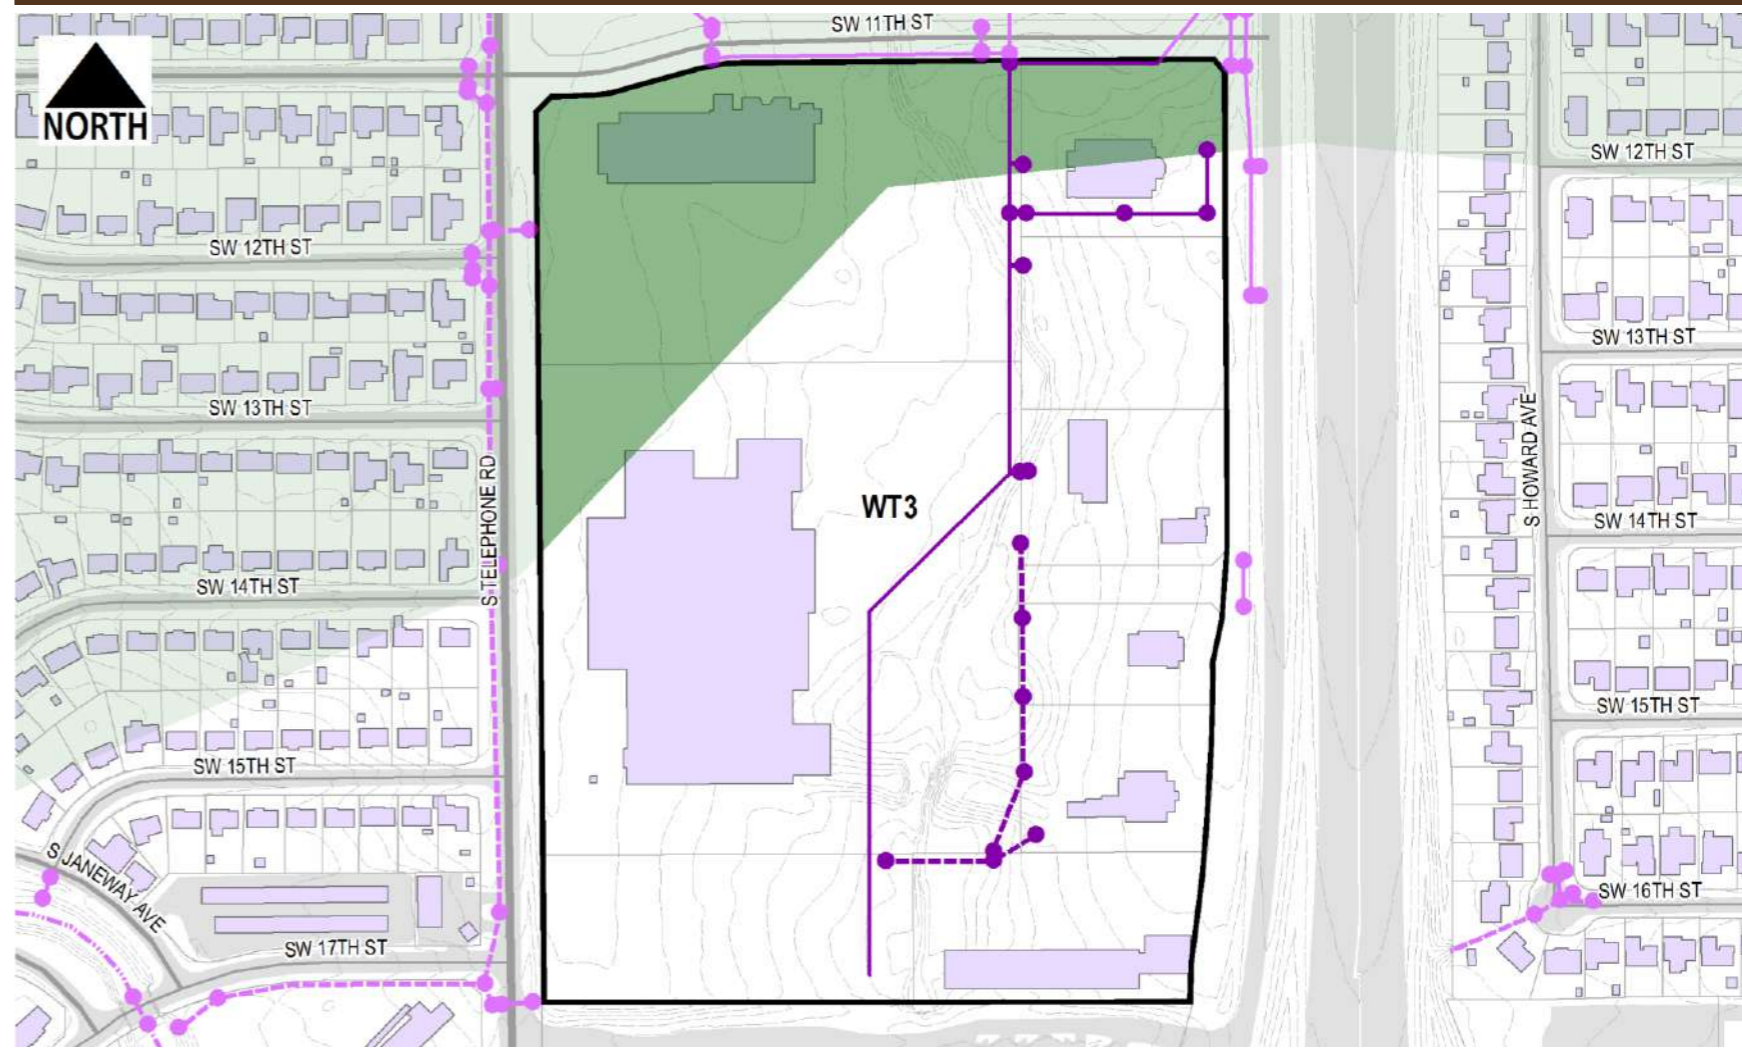 SW 11TH ST
NORTH
SW 12TH ST
SW 12TH ST
SW 13TH ST
SW 13TH ST
S TELEPHONE RD
WT3
S HOWARD AVE
SW 14TH ST
SW 14TH ST
SW 15TH ST
SW 15TH ST
S JANEWAY AVE
SW 16TH ST
SW 17TH ST